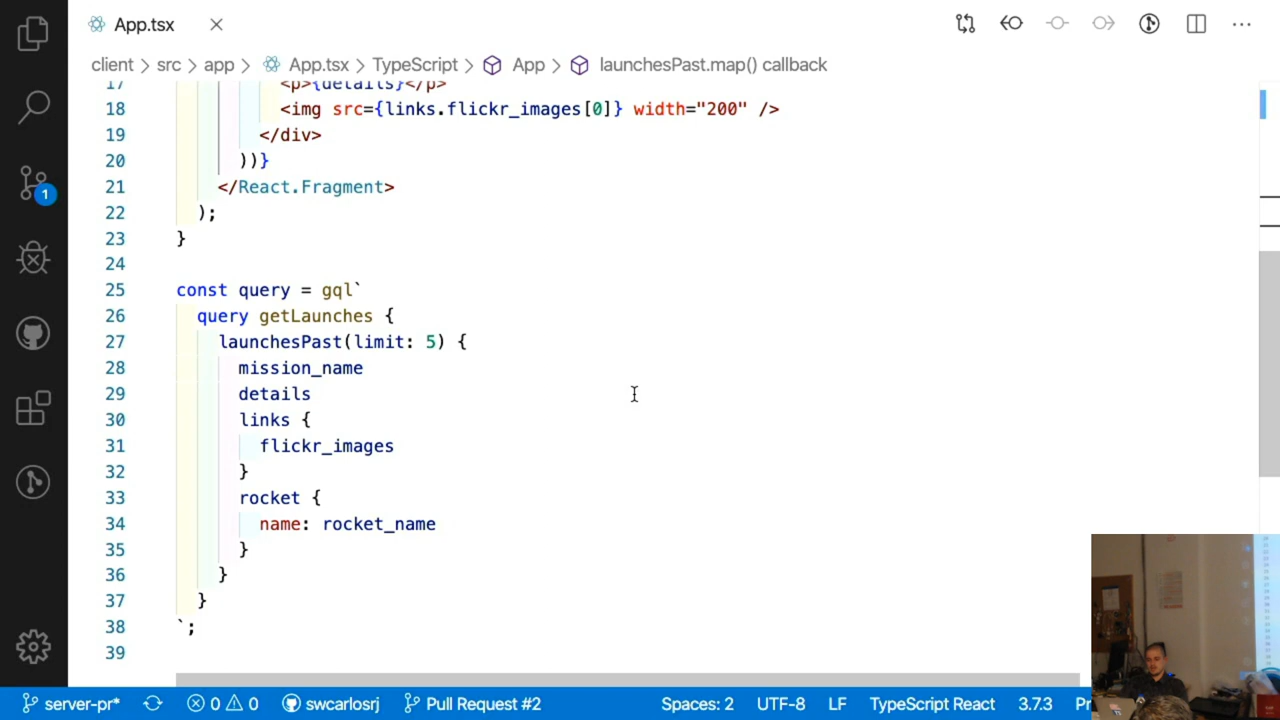 App.tsx
client > src > app > App.tsx > TypeScript > App > launchesPast.map() callback
17 <p>{details}</p>
18 <img src={links.flickr_images[0]} width="200" />
19 </div>
20 ))}
21 </React.Fragment>
22 );
23 }
24
25 const query = gql`
26 query getLaunches {
27 launchesPast(limit: 5) {
28 mission_name
29 details
30 links {
31 flickr_images
32 }
33 rocket {
34 name: rocket_name
35 }
36 }
37 }
38 `;
39
1
server-pr* 0 0 swcarlosrj Pull Request #2 Spaces: 2 UTF-8 LF TypeScript React 3.7.3